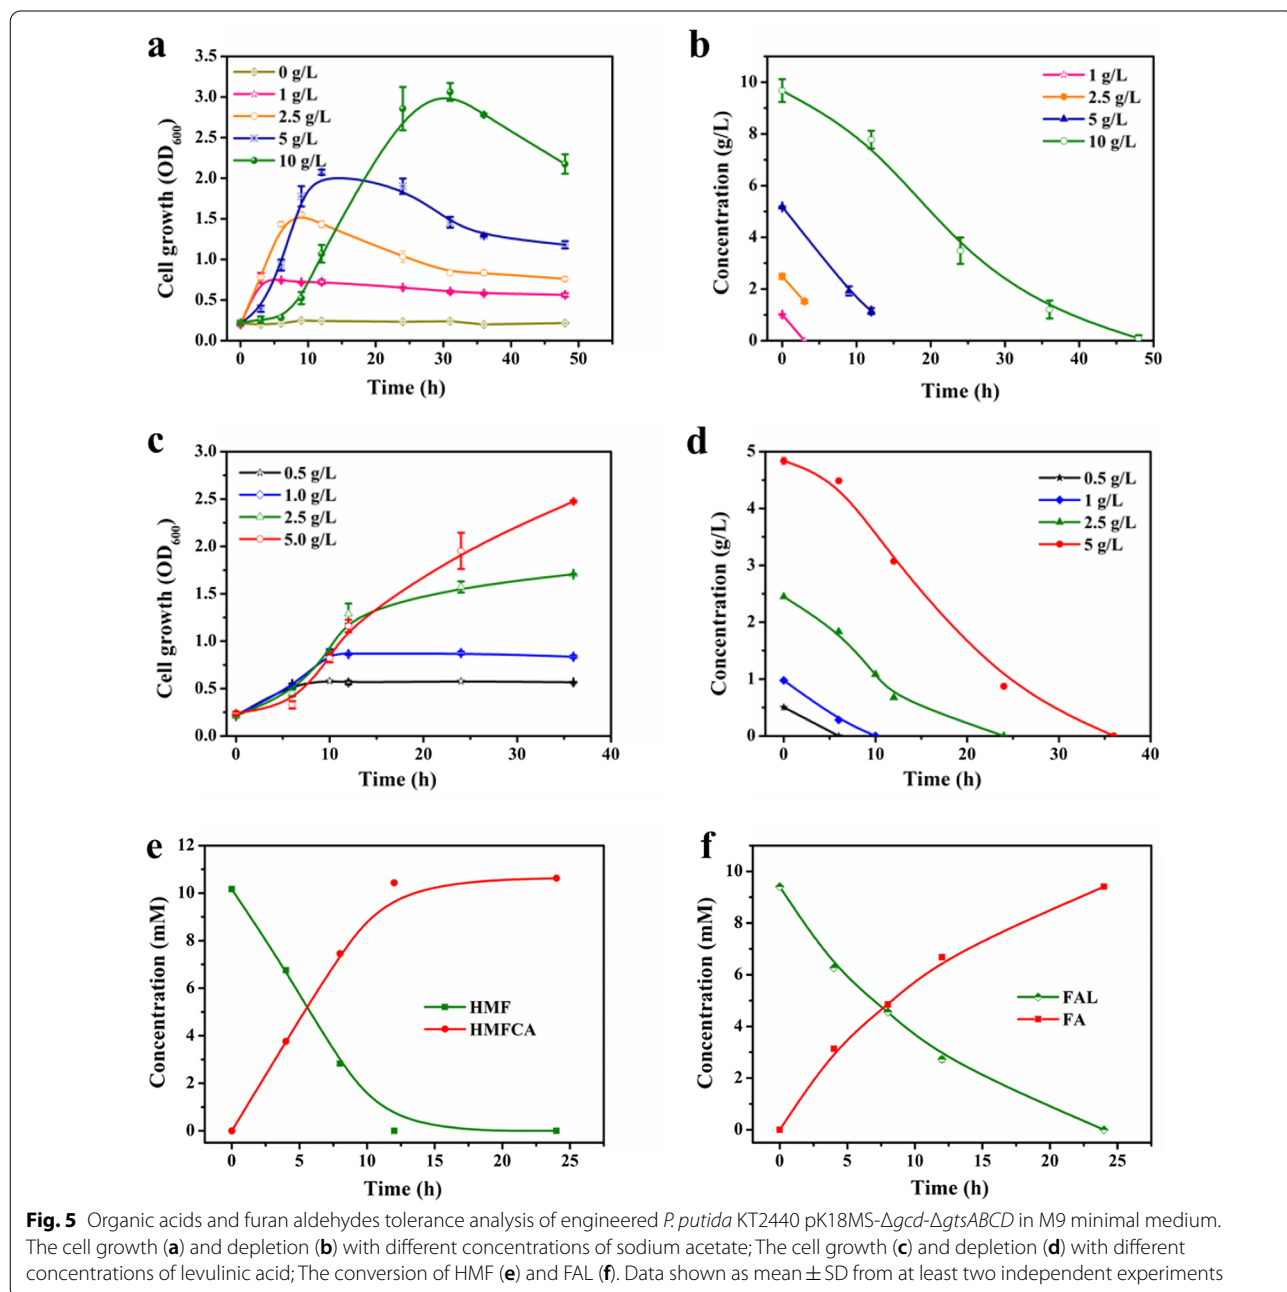 a
3.5
3.0
2.5
2.0
1.5
1.0
0.5
0.0
Cell growth (OD600)
0 g/L
1 g/L
2.5 g/L
5 g/L
10 g/L
0 10 20 30 40 50
Time (h)
b
10
8
6
4
2
0
Concentration (g/L)
1 g/L
2.5 g/L
5 g/L
10 g/L
0 10 20 30 40 50
Time (h)
c
3.0
2.5
2.0
1.5
1.0
0.5
0.0
Cell growth (OD600)
0.5 g/L
1.0 g/L
2.5 g/L
5.0 g/L
0 10 20 30 40
Time (h)
d
5
4
3
2
1
0
Concentration (g/L)
0.5 g/L
1 g/L
2.5 g/L
5 g/L
0 10 20 30 40
Time (h)
e
12
10
8
6
4
2
0
Concentration (mM)
HMF
HMFCA
0 5 10 15 20 25
Time (h)
f
10
8
6
4
2
0
Concentration (mM)
FAL
FA
0 5 10 15 20 25
Time (h)
Fig. 5 Organic acids and furan aldehydes tolerance analysis of engineered P. putida KT2440 pK18MS-Δgcd-ΔgtsABCD in M9 minimal medium.
The cell growth (a) and depletion (b) with different concentrations of sodium acetate; The cell growth (c) and depletion (d) with different
concentrations of levulinic acid; The conversion of HMF (e) and FAL (f). Data shown as mean ± SD from at least two independent experiments